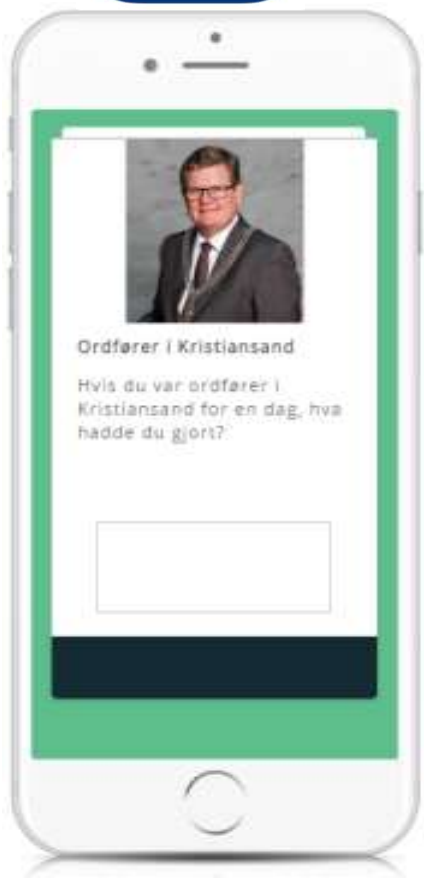 Ordfører i Kristiansand
Hvis du var ordfører i
Kristiansand for en dag, hva
hadde du gjort?